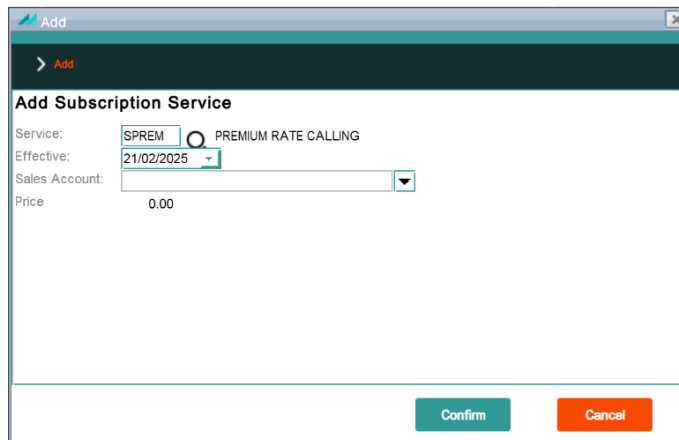 Add
Add
Add Subscription Service
Service: SPREM PREMIUM RATE CALLING
Effective: 21/02/2025
Sales Account:
Price 0.00
Confirm Cancel